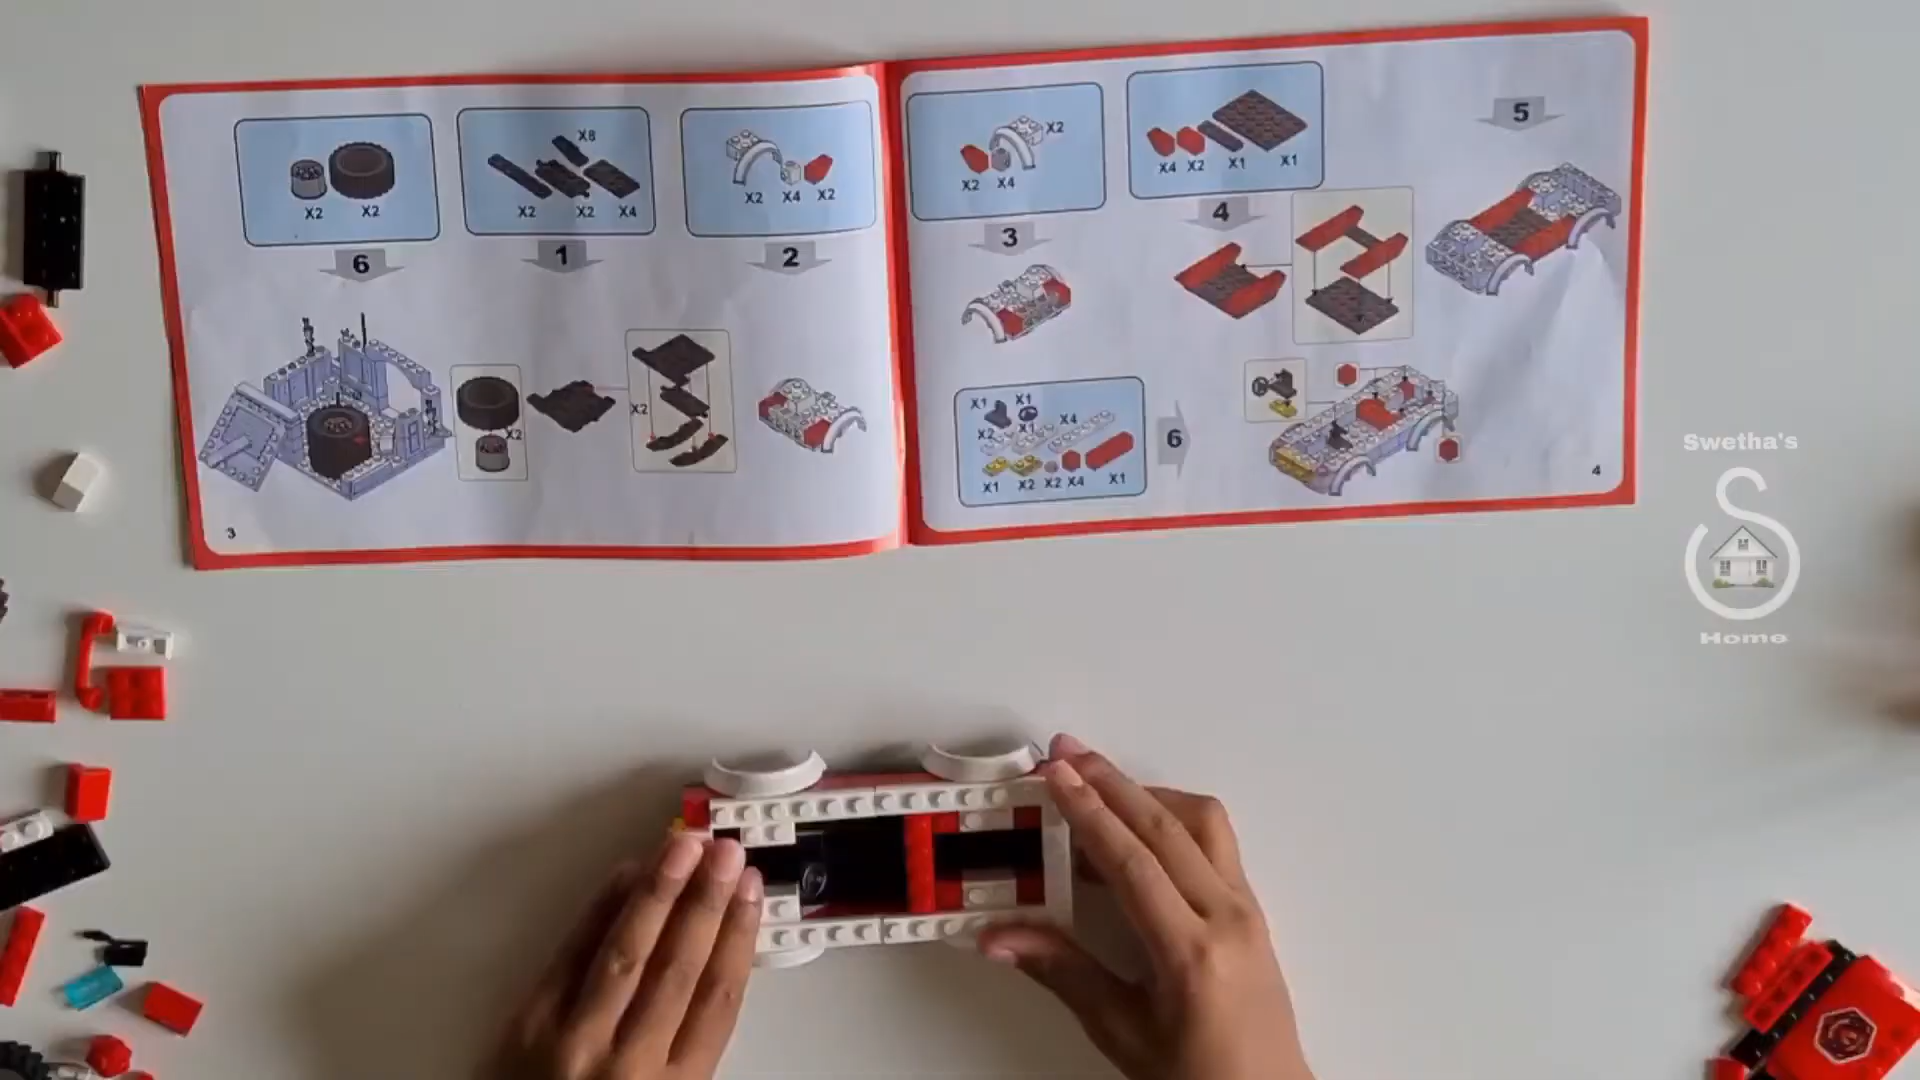 X2 X2
6
X2
3
X8
X2 X2 X4
1
X2
X2 X4 X2
2
X2
X2 X4
3
X4 X2 X1 X1
4
5
X1 X1
X2 X1 X4
X1 X2 X2 X4 X1
6
4
Swetha's
Home